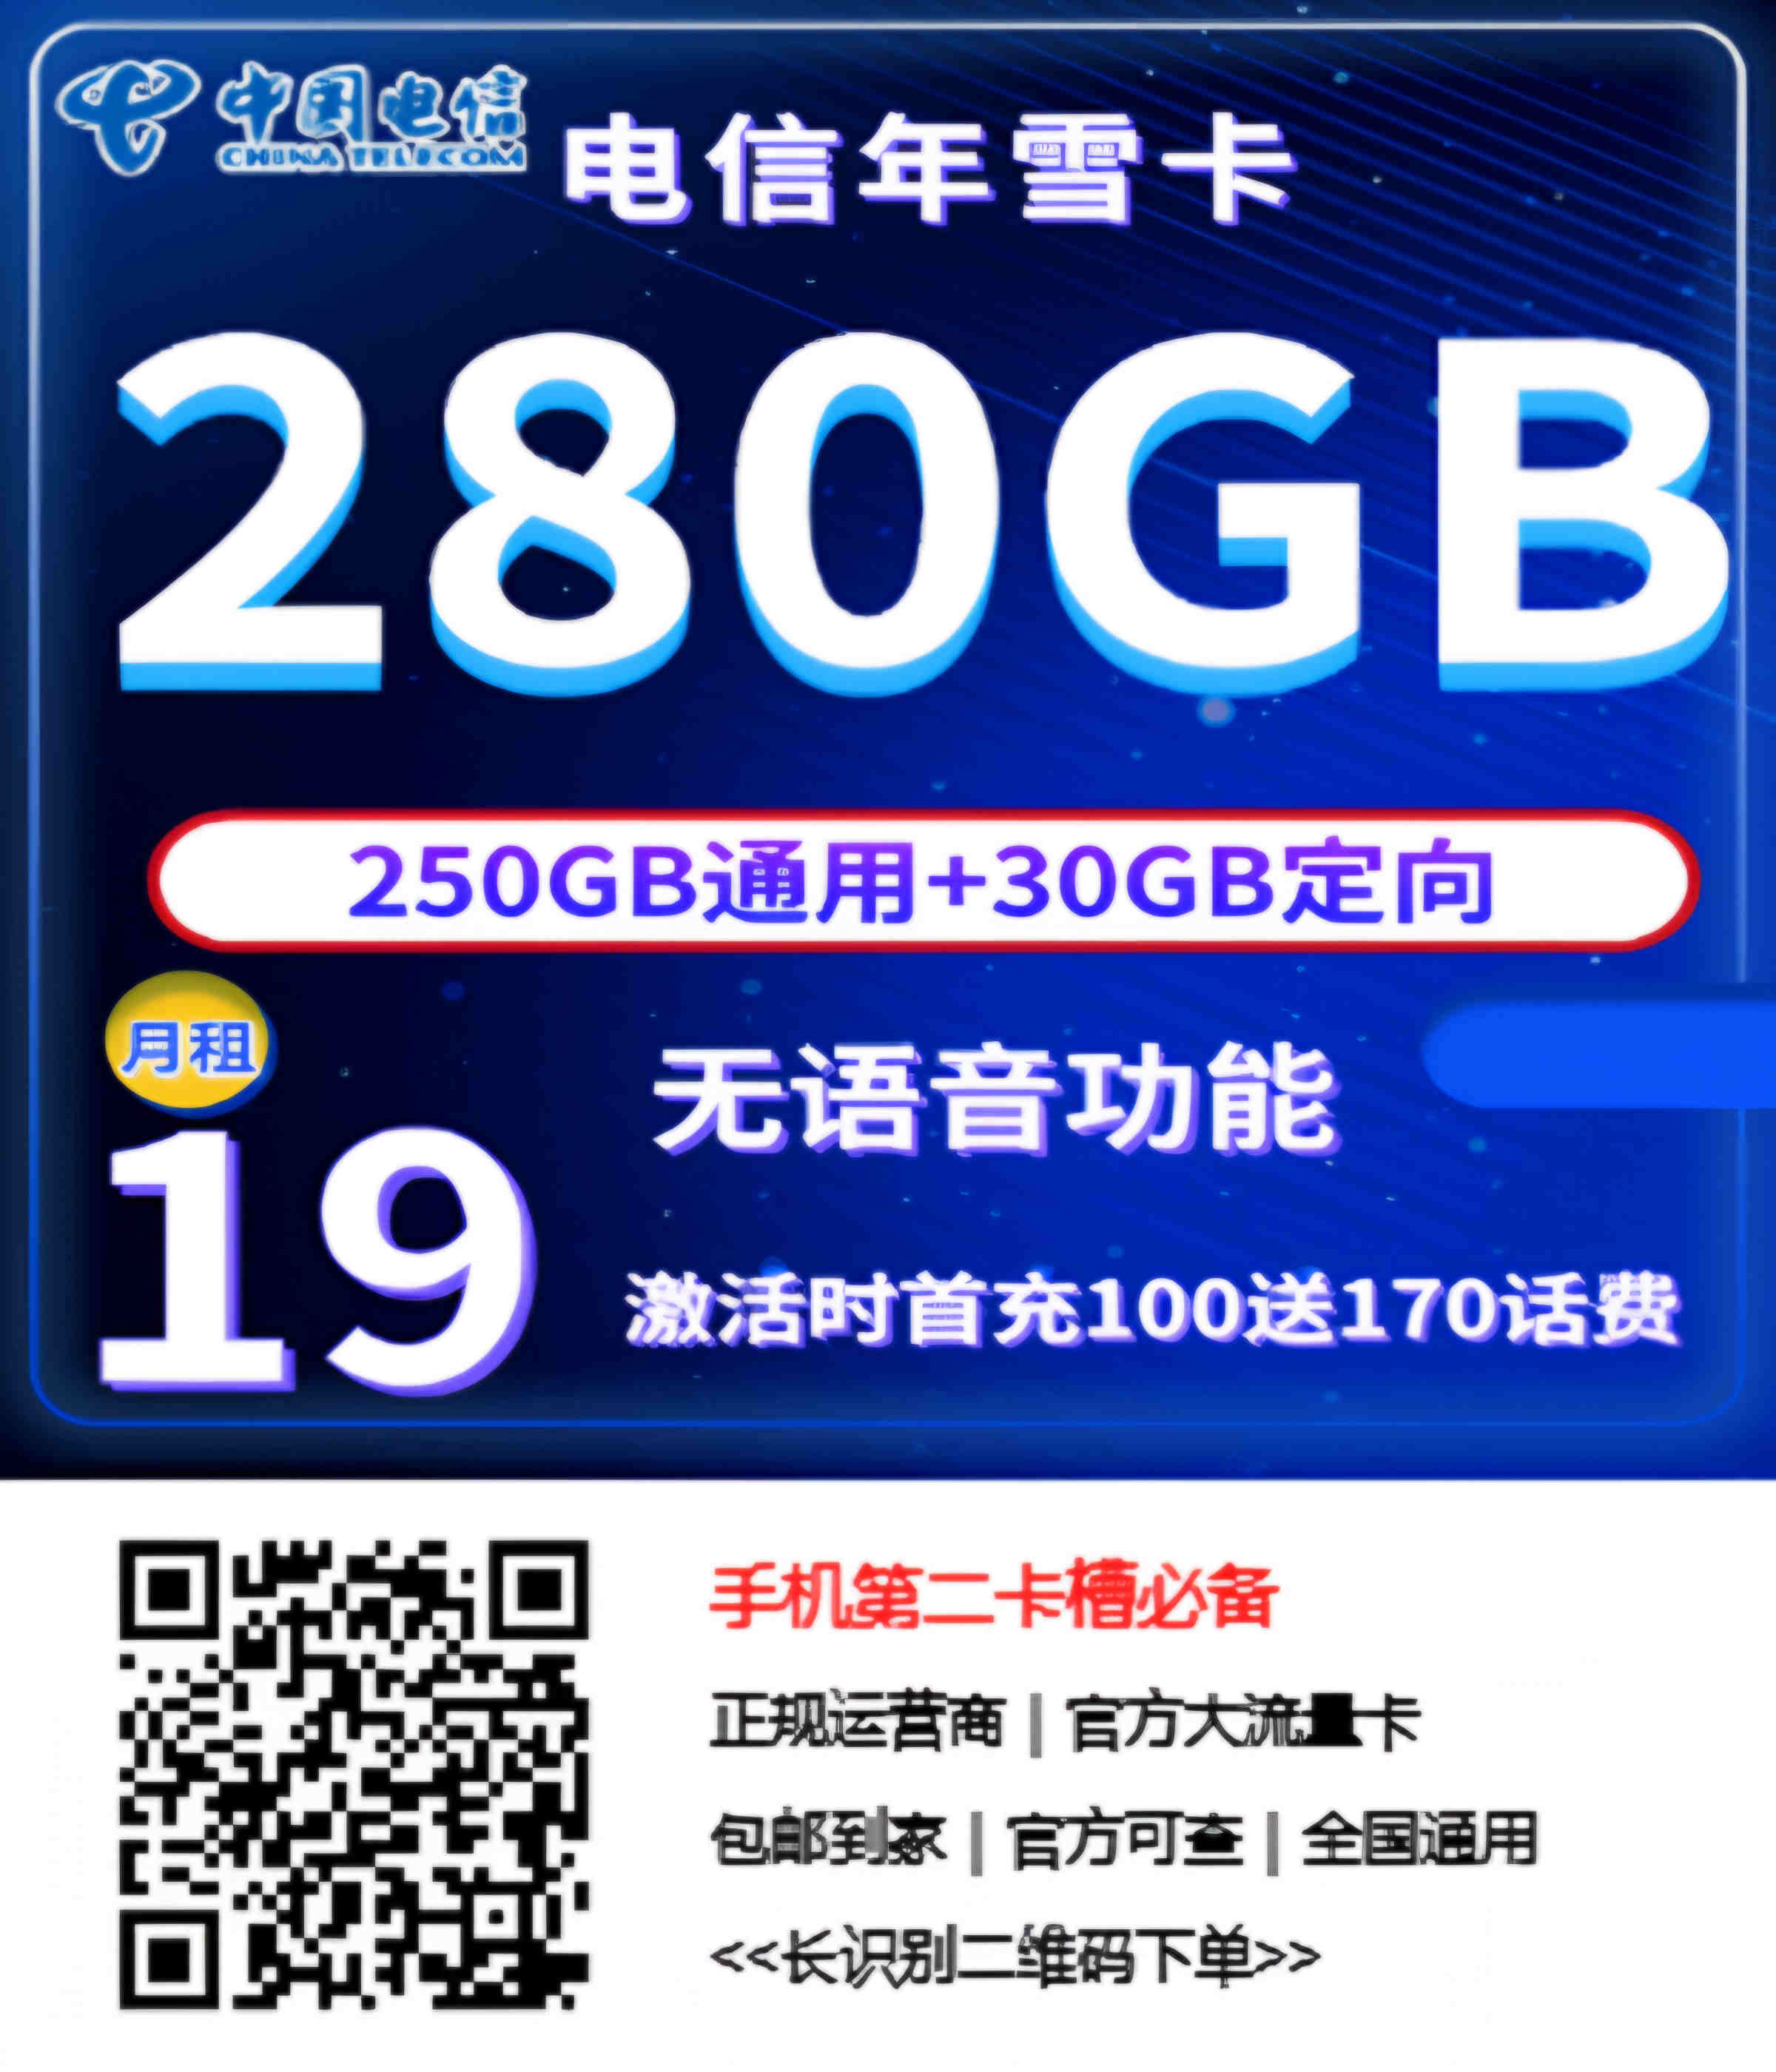 中国电信
CHINA TELECOM
电信年雪卡
280GB
250GB通用+30GB定向
月租
19
无语音功能
激活时首充100送170话费
手机第二卡槽必备
正规运营商 | 官方大流量卡
包邮到家 | 官方可查 | 全国通用
<<长识别二维码下单>>